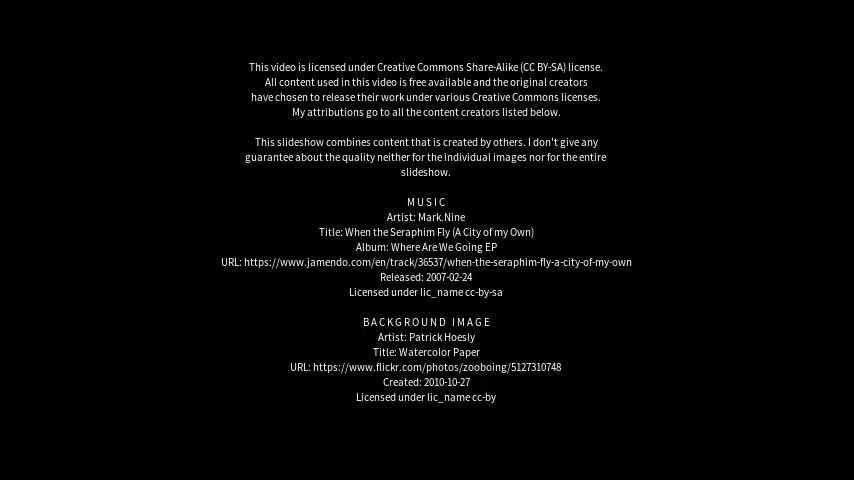 This video is licensed under Creative Commons Share-Alike (CC BY-SA) license.
All content used in this video is free available and the original creators
have chosen to release their work under various Creative Commons licenses.
My attributions go to all the content creators listed below.
This slideshow combines content that is created by others. I don't give any
guarantee about the quality neither for the individual images nor for the entire
slideshow.
MUSIC
Artist: Mark.Nine
Title: When the Seraphim Fly (A City of my Own)
Album: Where Are We Going EP
URL: https://www.jamendo.com/en/track/36537/when-the-seraphim-fly-a-city-of-my-own
Released: 2007-02-24
Licensed under lic_name cc-by-sa
BACKGROUND IMAGE
Artist: Patrick Hoesly
Title: Watercolor Paper
URL: https://www.flickr.com/photos/zooboing/5127310748
Created: 2010-10-27
Licensed under lic_name cc-by